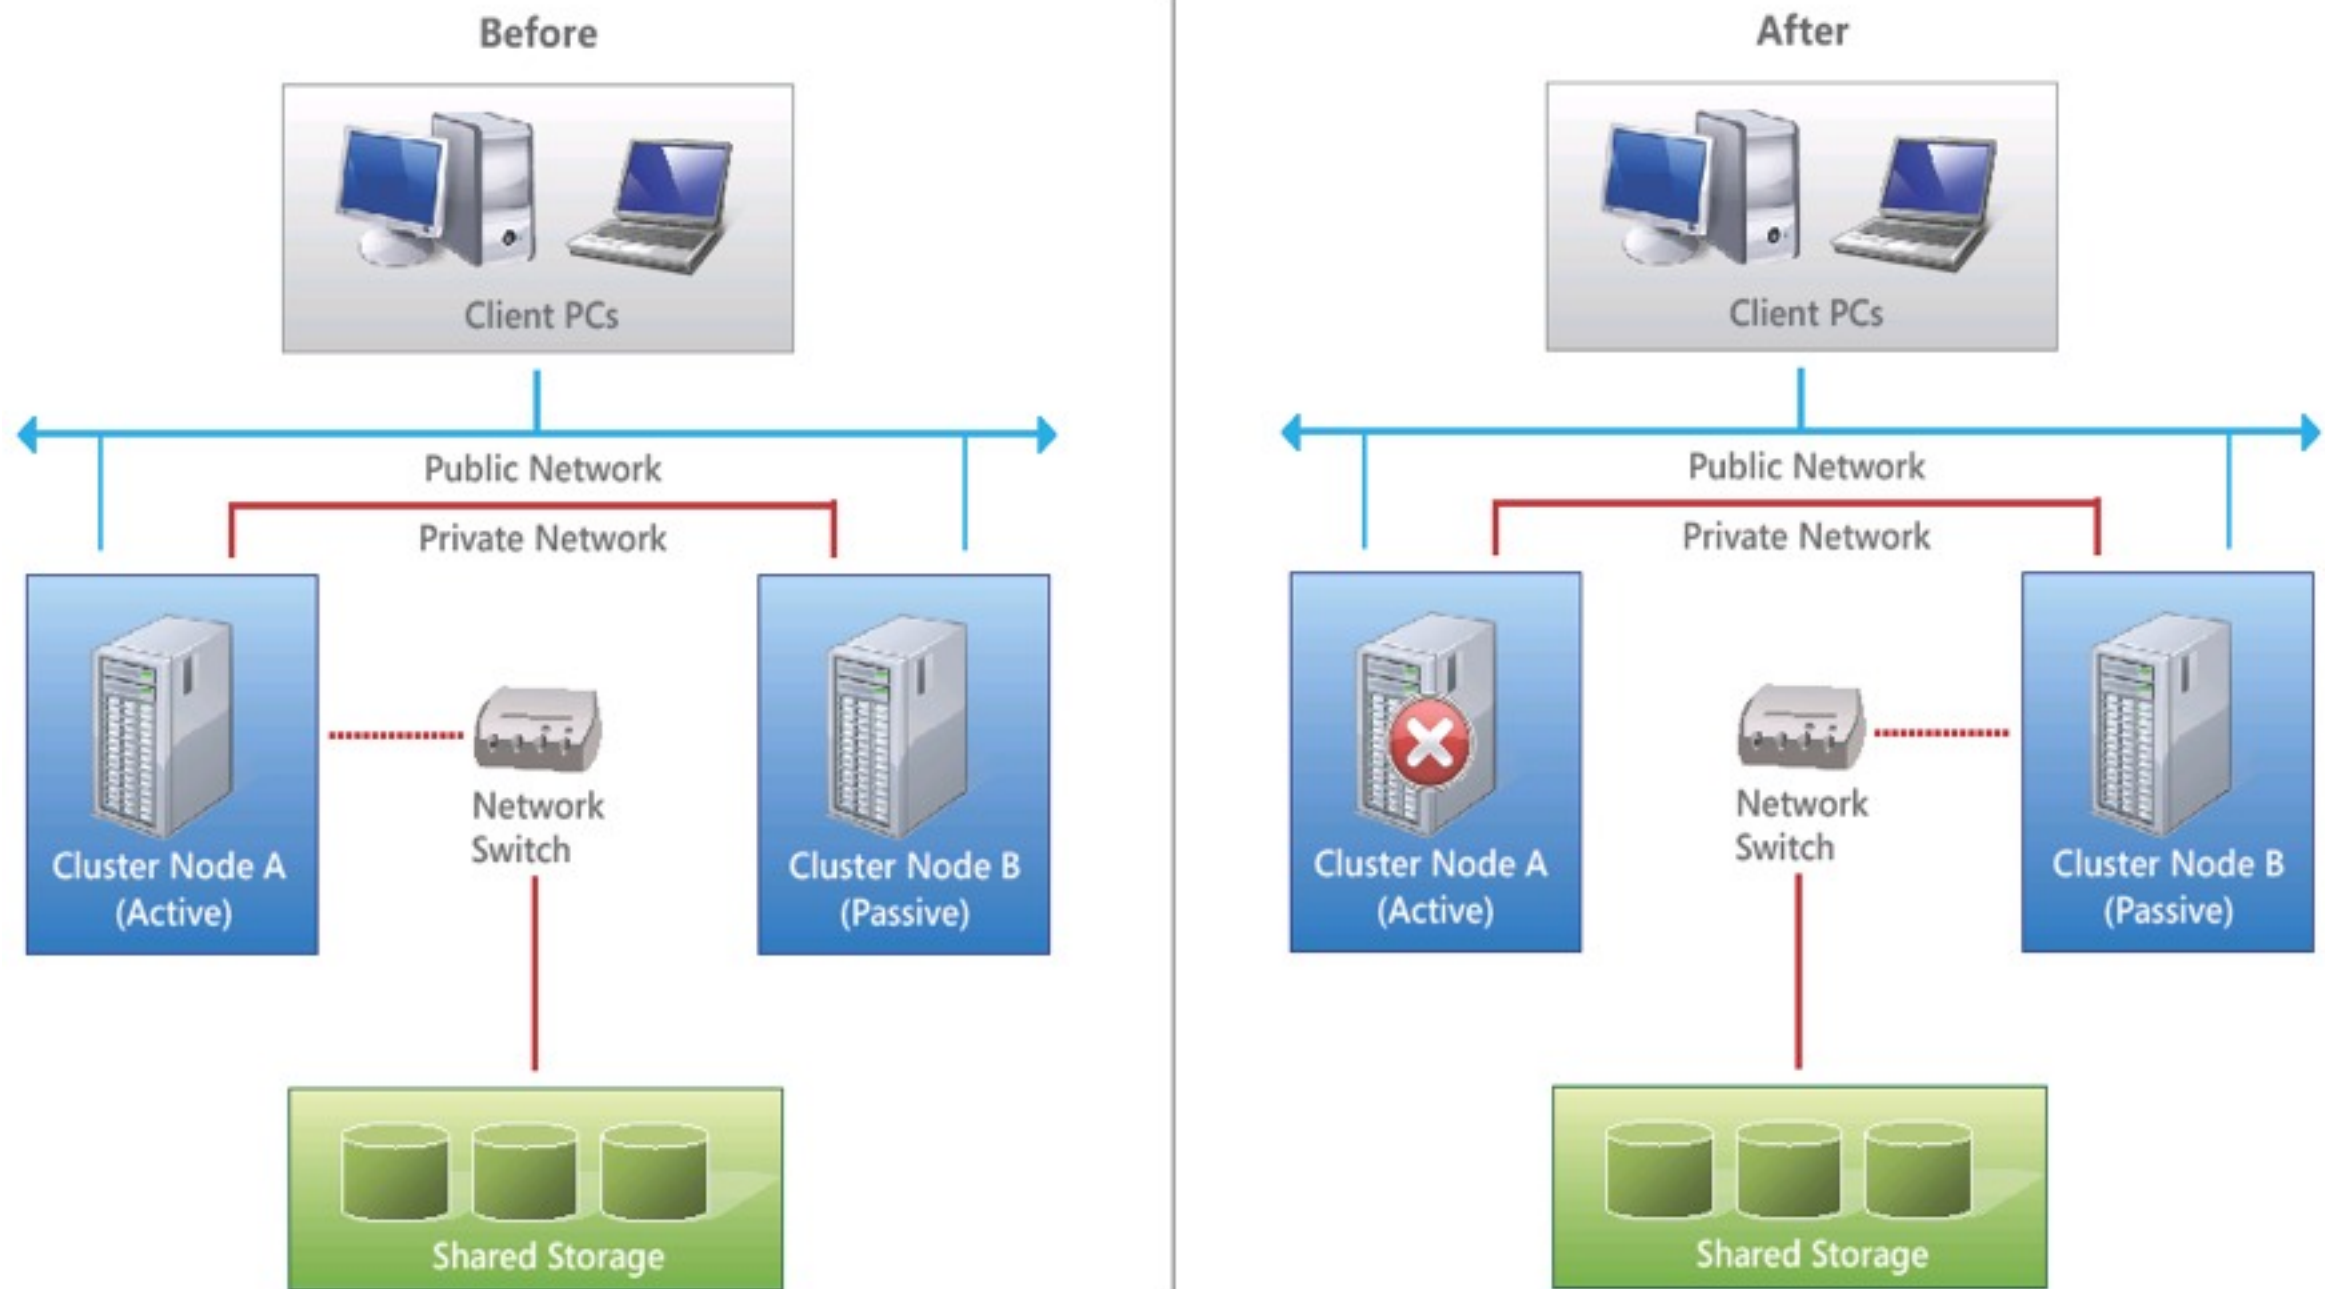 Before
Client PCs
Public Network
Private Network
Cluster Node A
(Active)
Network
Switch
Cluster Node B
(Passive)
Shared Storage
After
Client PCs
Public Network
Private Network
Cluster Node A
(Active)
Network
Switch
Cluster Node B
(Passive)
Shared Storage